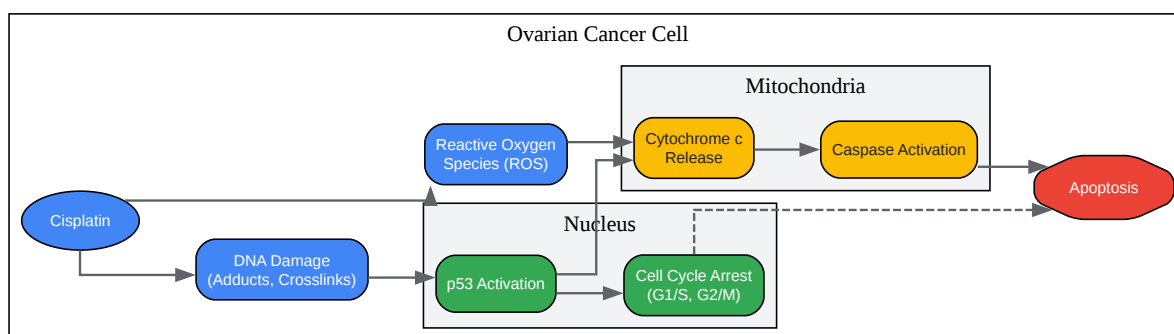 Ovarian Cancer Cell
Mitochondria
Reactive Oxygen
Species (ROS)
Cytochrome c
Release
Caspase Activation
Apoptosis
Cisplatin
Nucleus
DNA Damage
(Adducts, Crosslinks)
p53 Activation
Cell Cycle Arrest
(G1/S, G2/M)